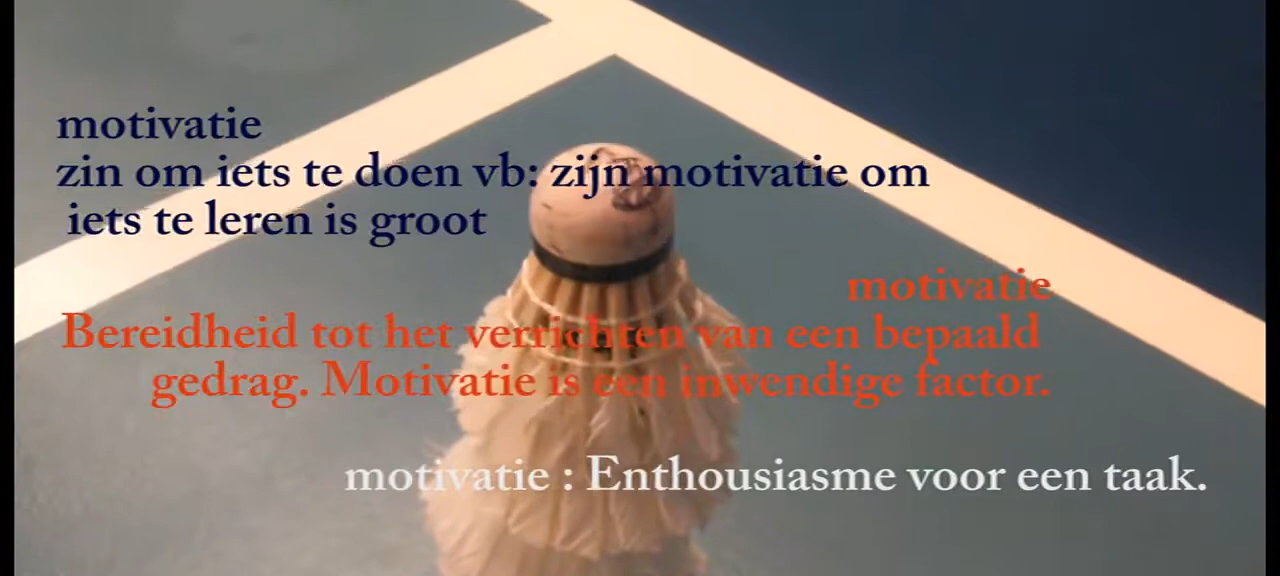 motivatie
zin om iets te doen vb: zijn motivatie om
iets te leren is groot
motivatie
Bereidheid tot het verrichten van een bepaald
gedrag. Motivatie is een inwendige factor.
motivatie : Enthousiasme voor een taak.